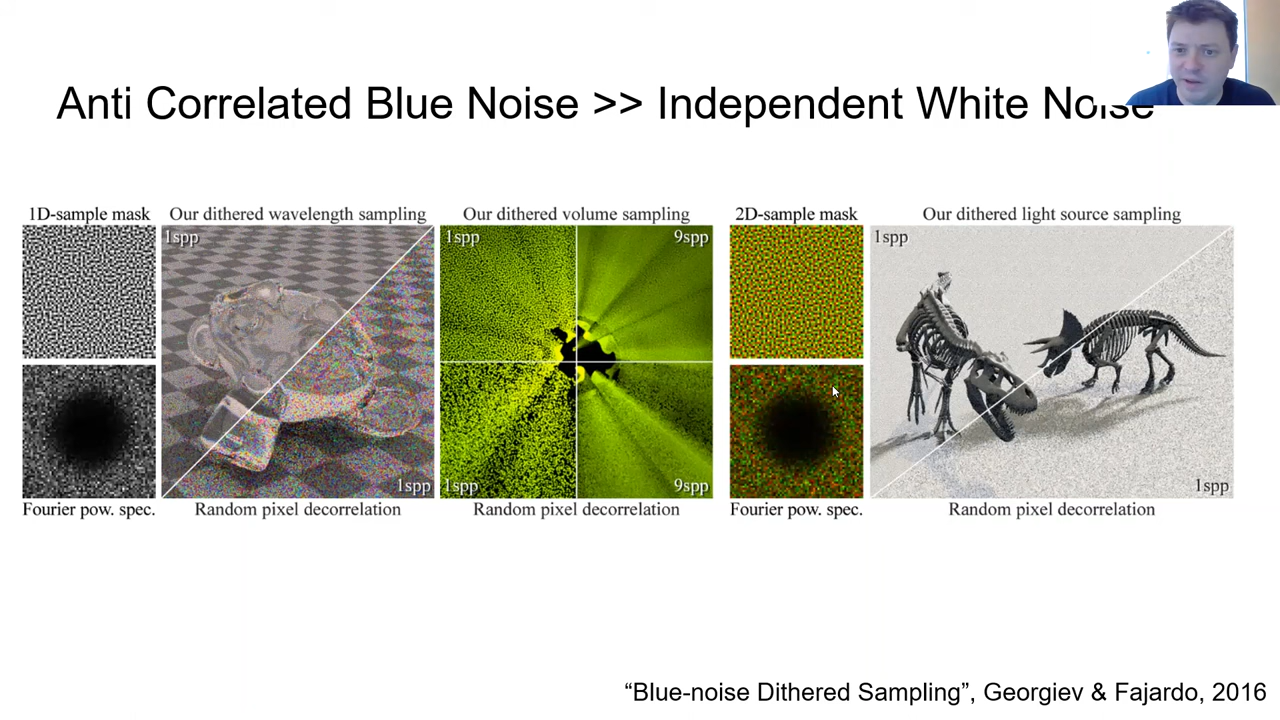 Anti Correlated Blue Noise >> Independent White Noise
1D-sample mask
Our dithered wavelength sampling
Our dithered volume sampling
2D-sample mask
Our dithered light source sampling
1spp
1spp
9spp
1spp
1spp
1spp
9spp
1spp
Fourier pow. spec.
Random pixel decorrelation
Random pixel decorrelation
Fourier pow. spec.
Random pixel decorrelation
“Blue-noise Dithered Sampling”, Georgiev & Fajardo, 2016